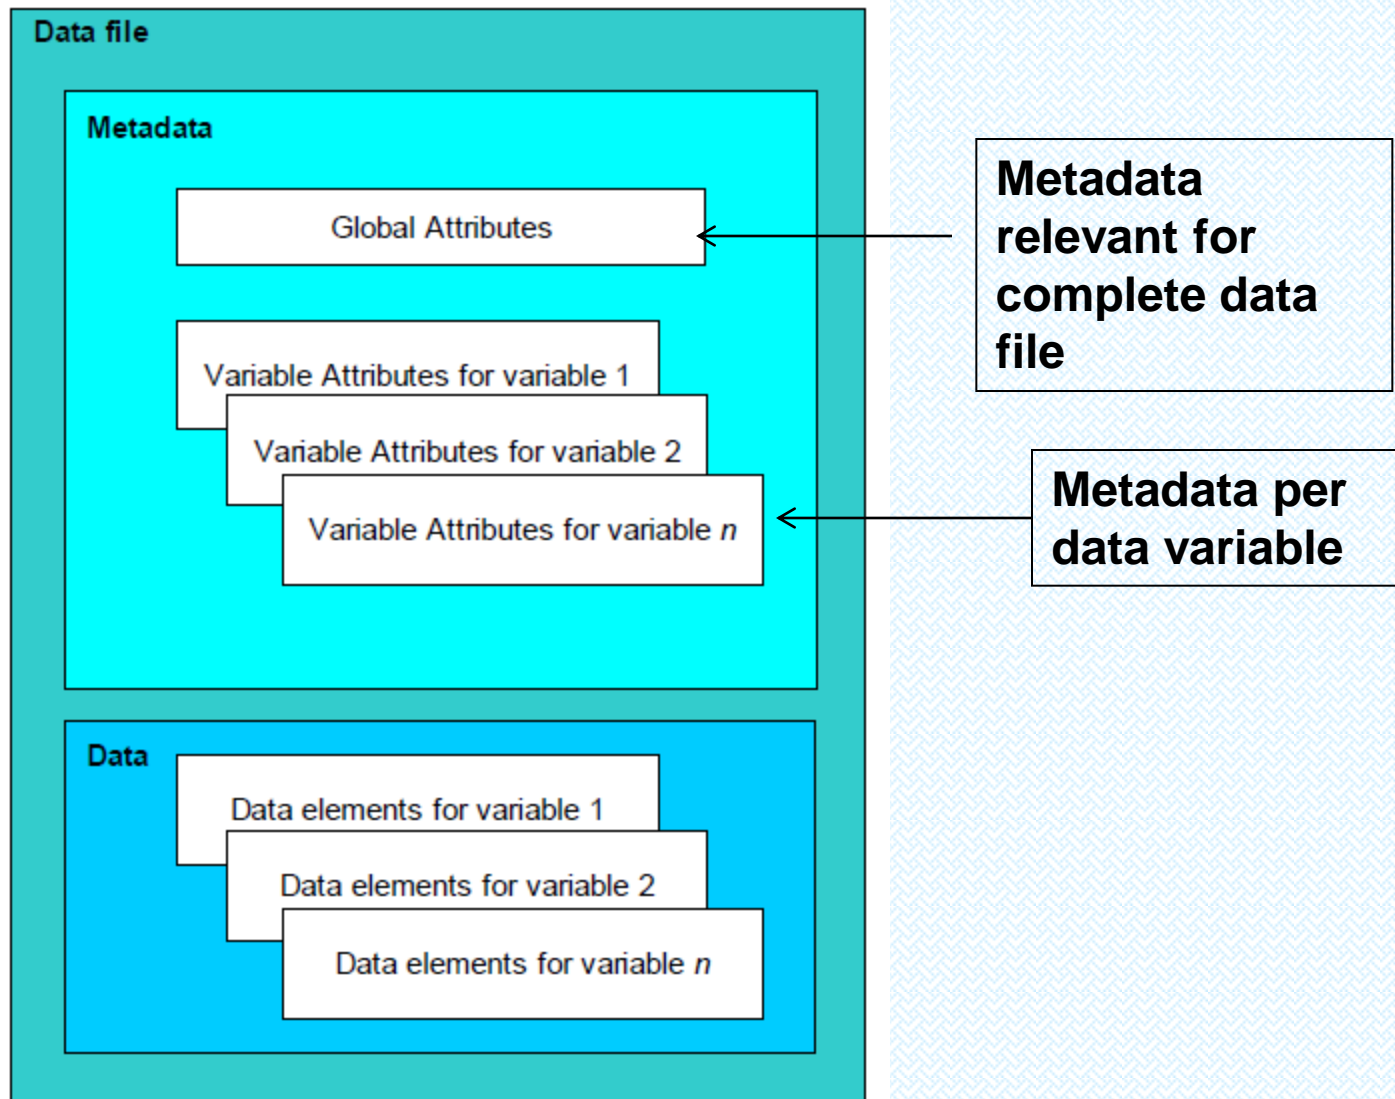 Data file
Metadata
Global Attributes
Variable Attributes for variable 1
Variable Attributes for variable 2
Variable Attributes for variable n
Data
Data elements for variable 1
Data elements for variable 2
Data elements for variable n
Metadata
relevant for
complete data
file
Metadata per
data variable